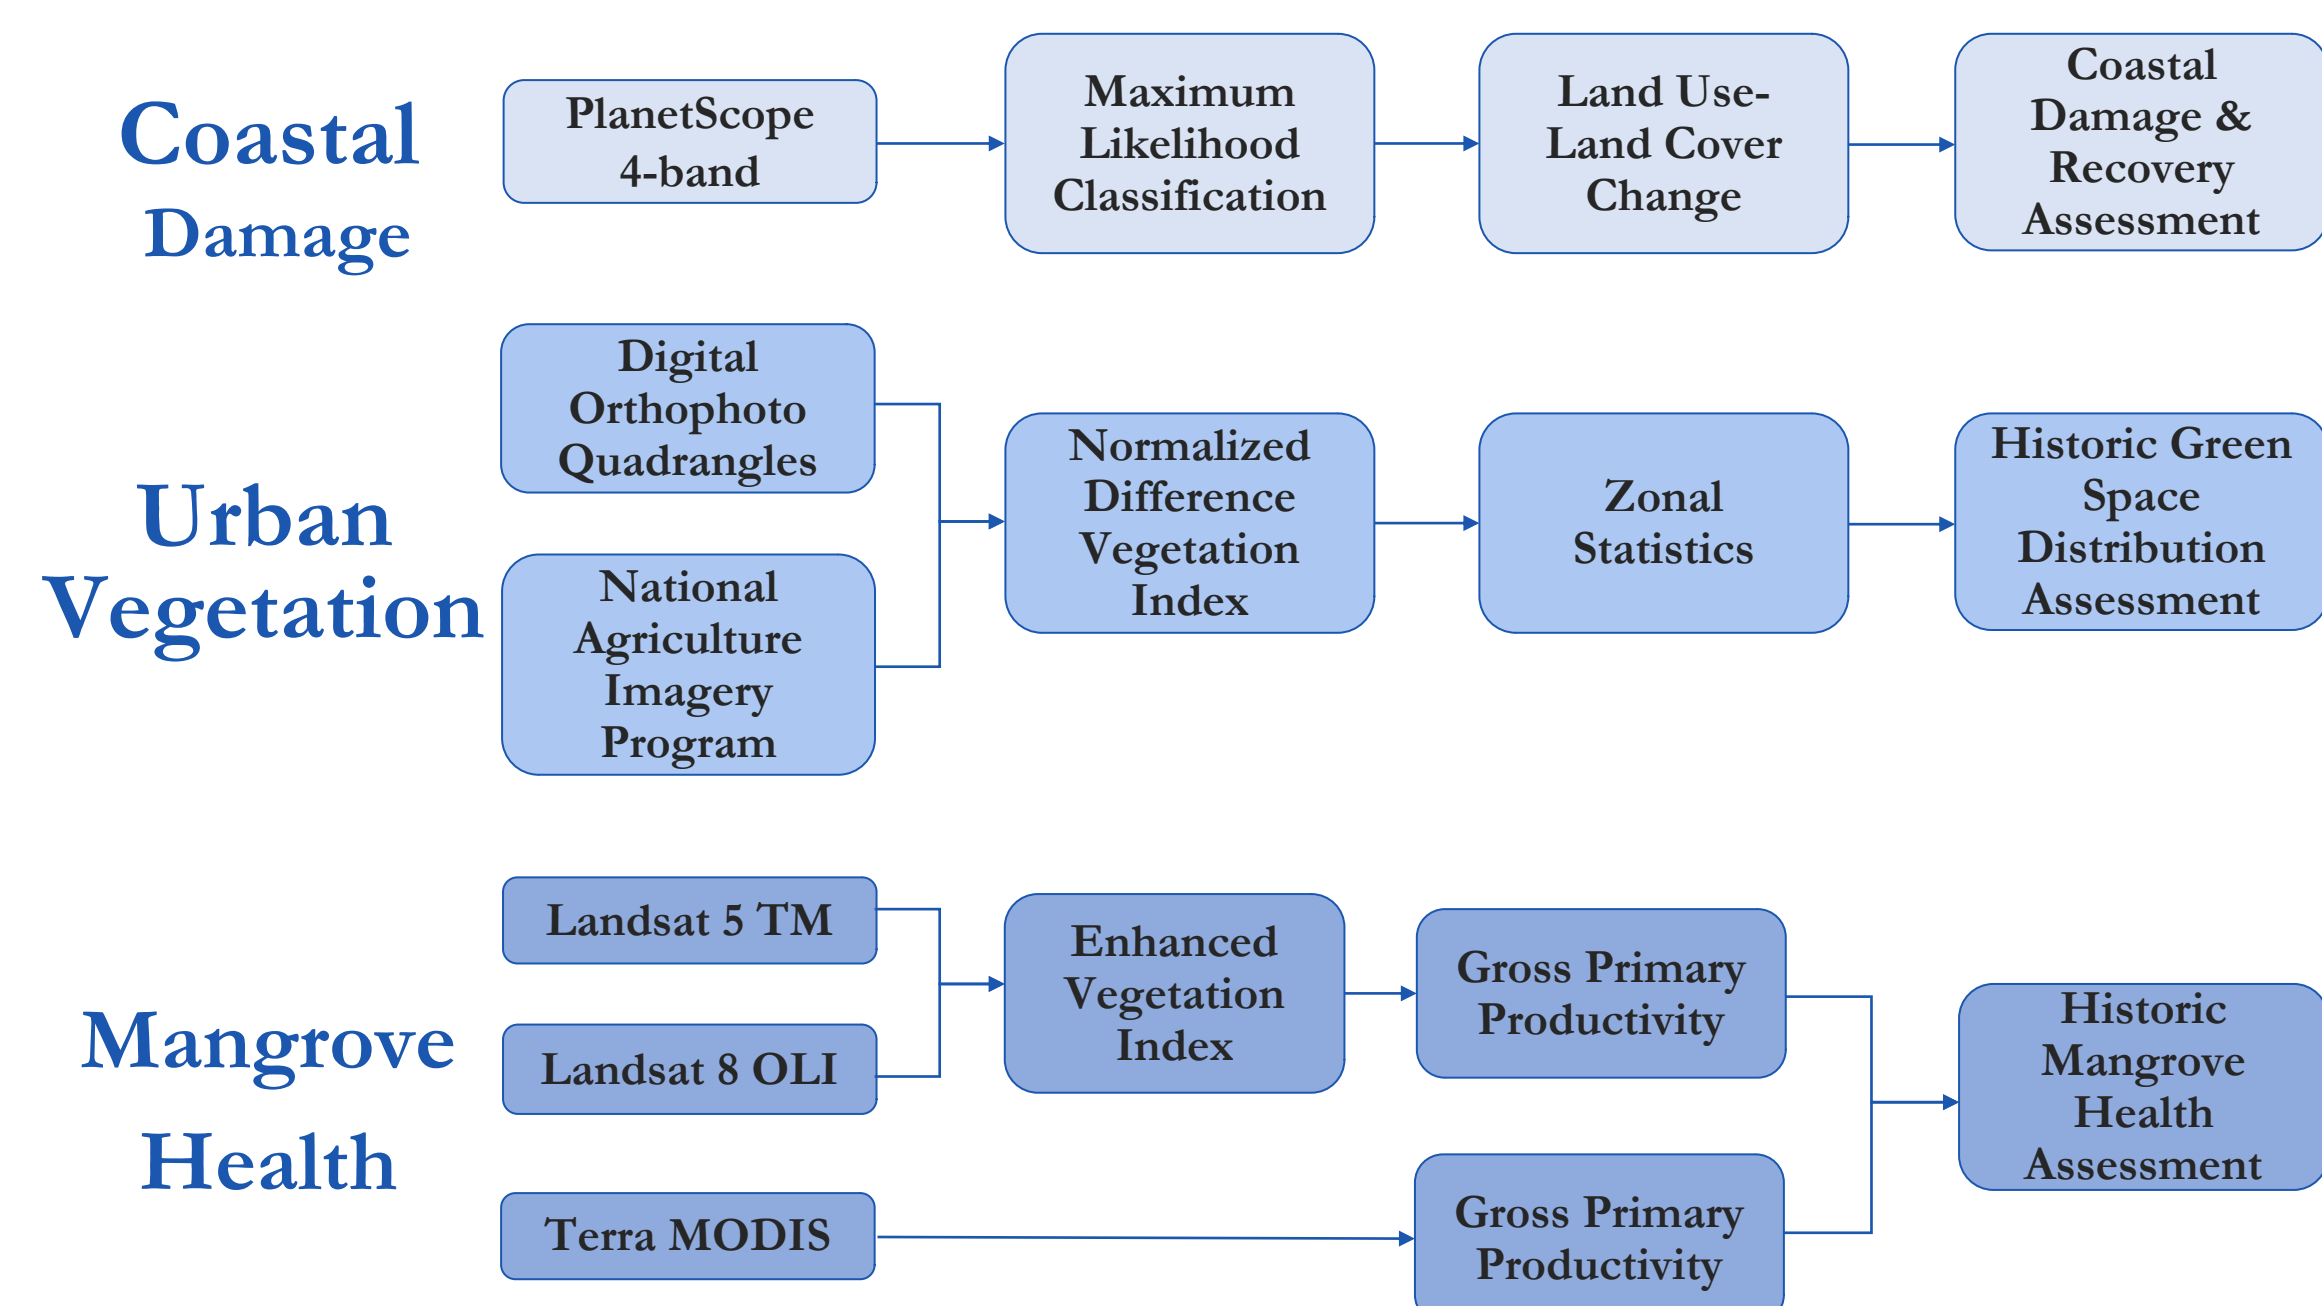 Coastal
Damage
PlanetScope
4-band
Maximum
Likelihood
Classification
Land Use-
Land Cover
Change
Coastal
Damage &
Recovery
Assessment
Urban
Vegetation
Digital
Orthophoto
Quadrangles
National
Agriculture
Imagery
Program
Normalized
Difference
Vegetation
Index
Zonal
Statistics
Historic Green
Space
Distribution
Assessment
Mangrove
Health
Landsat 5 TM
Landsat 8 OLI
Terra MODIS
Enhanced
Vegetation
Index
Gross Primary
Productivity
Gross Primary
Productivity
Historic
Mangrove
Health
Assessment